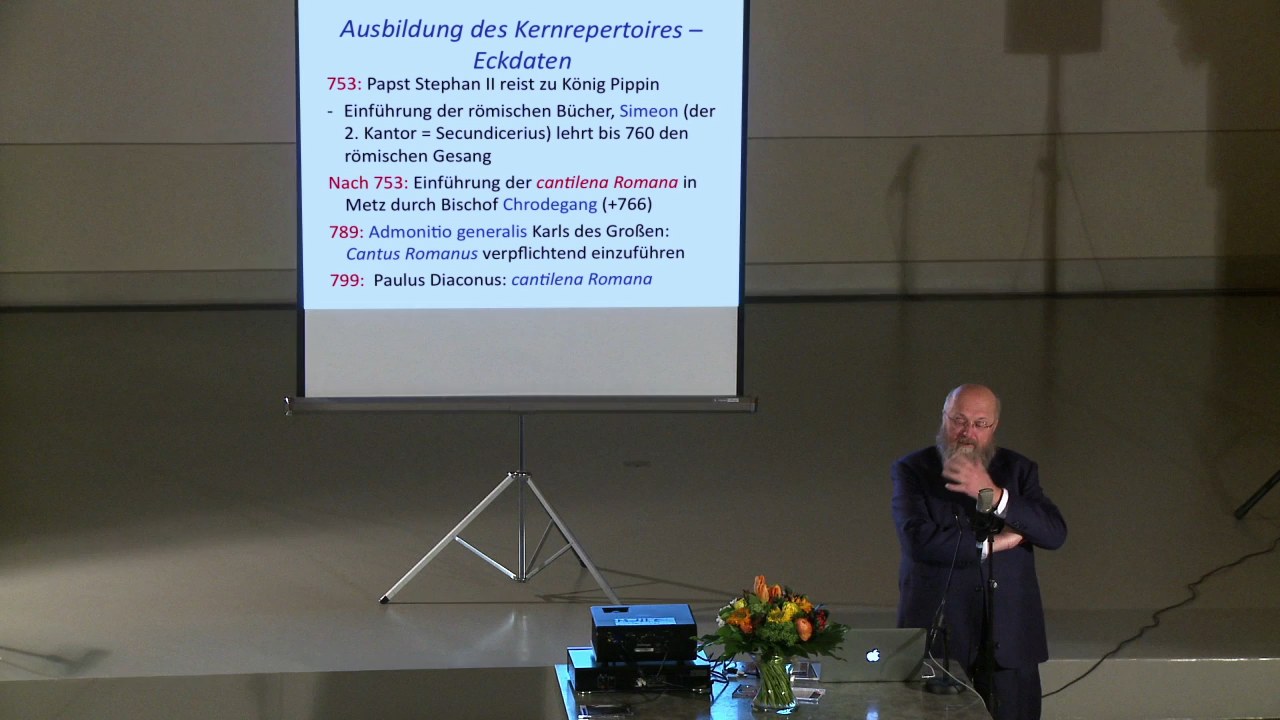 Ausbildung des Kernrepertoires –
Eckdaten
753: Papst Stephan II reist zu König Pippin
- Einführung der römischen Bücher, Simeon (der
2. Kantor = Secundicerius) lehrt bis 760 den
römischen Gesang
Nach 753: Einführung der cantilena Romana in
Metz durch Bischof Chrodegang (+766)
789: Admonitio generalis Karls des Großen:
Cantus Romanus verpflichtend einzuführen
799: Paulus Diaconus: cantilena Romana